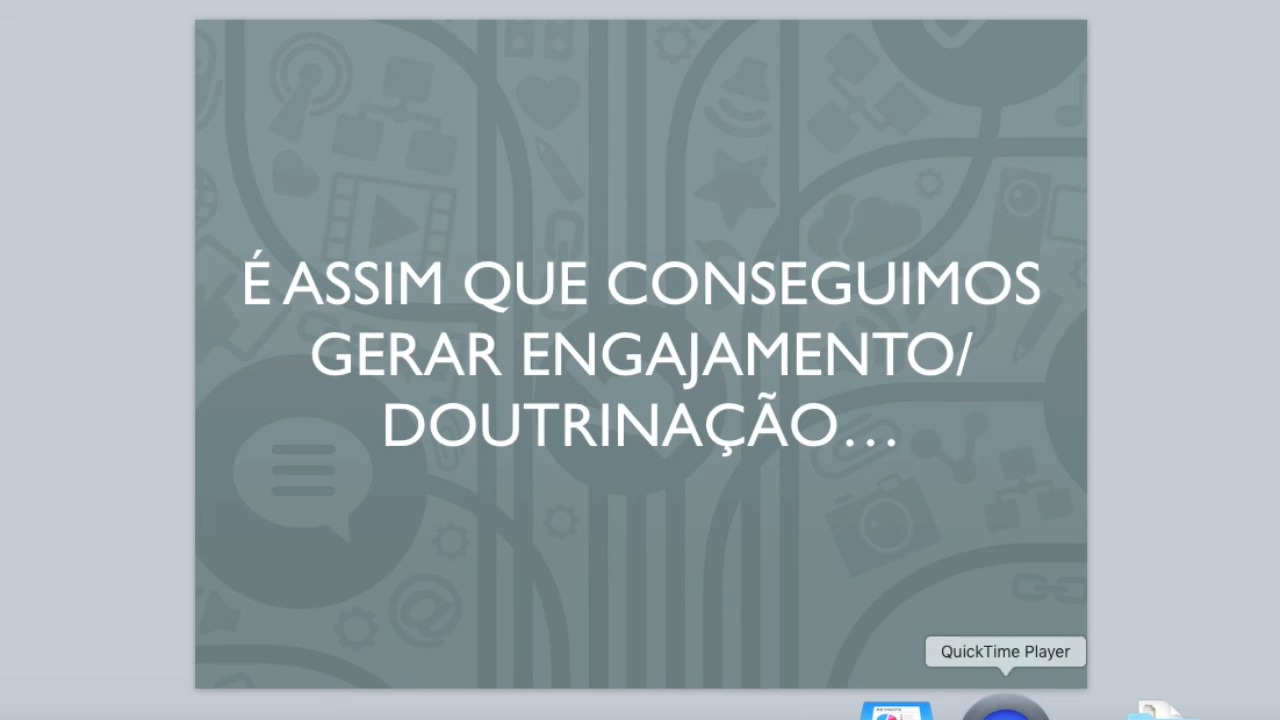 É ASSIM QUE CONSEGUIMOS
GERAR ENGAJAMENTO/
DOUTRINAÇÃO...
QuickTime Player